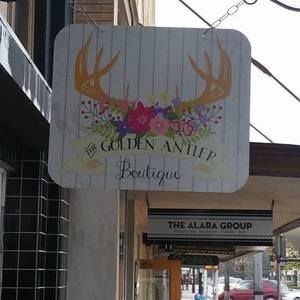 THE GOLDEN ANTLER
Boutique
THE ALARA GROUP